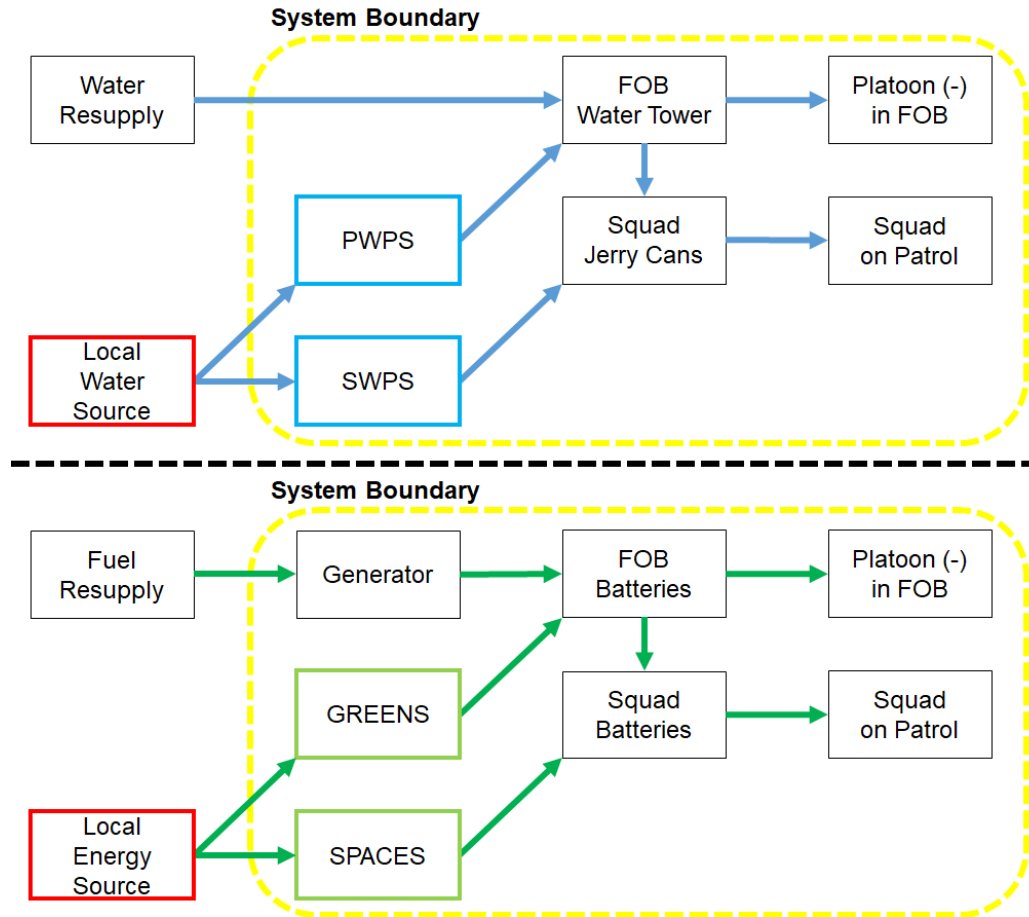 System Boundary
Water
Resupply
FOB
Water Tower
Platoon (-)
in FOB
PWPS
Squad
Jerry Cans
Squad
on Patrol
Local
Water
Source
SWPS
System Boundary
Fuel
Resupply
Generator
FOB
Batteries
Platoon (-)
in FOB
GREENS
Squad
Batteries
Squad
on Patrol
Local
Energy
Source
SPACES